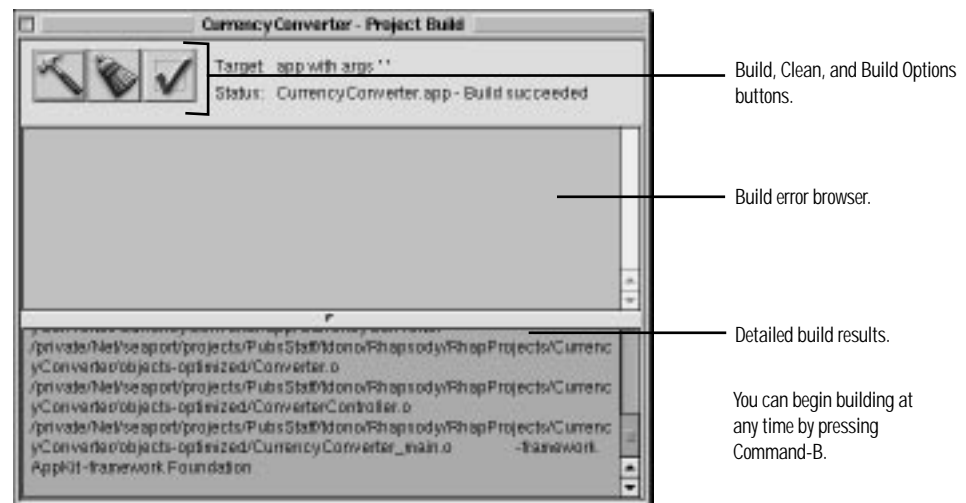 CurrencyConverter - Project Build
Target: app with args ' '
Status: CurrencyConverter.app - Build succeeded
Build, Clean, and Build Options
buttons.
Build error browser.
Detailed build results.
/private/Net/seaport/projects/PubsStaff/tdono/Rhapsody/RhapProjects/Currenc
yConverter/objects-optimized/Converter.o
/private/Net/seaport/projects/PubsStaff/tdono/Rhapsody/RhapProjects/Currenc
yConverter/objects-optimized/ConverterController.o
/private/Net/seaport/projects/PubsStaff/tdono/Rhapsody/RhapProjects/Currenc
yConverter/objects-optimized/CurrencyConverter_main.o -framework
AppKit -framework Foundation
You can begin building at
any time by pressing
Command-B.